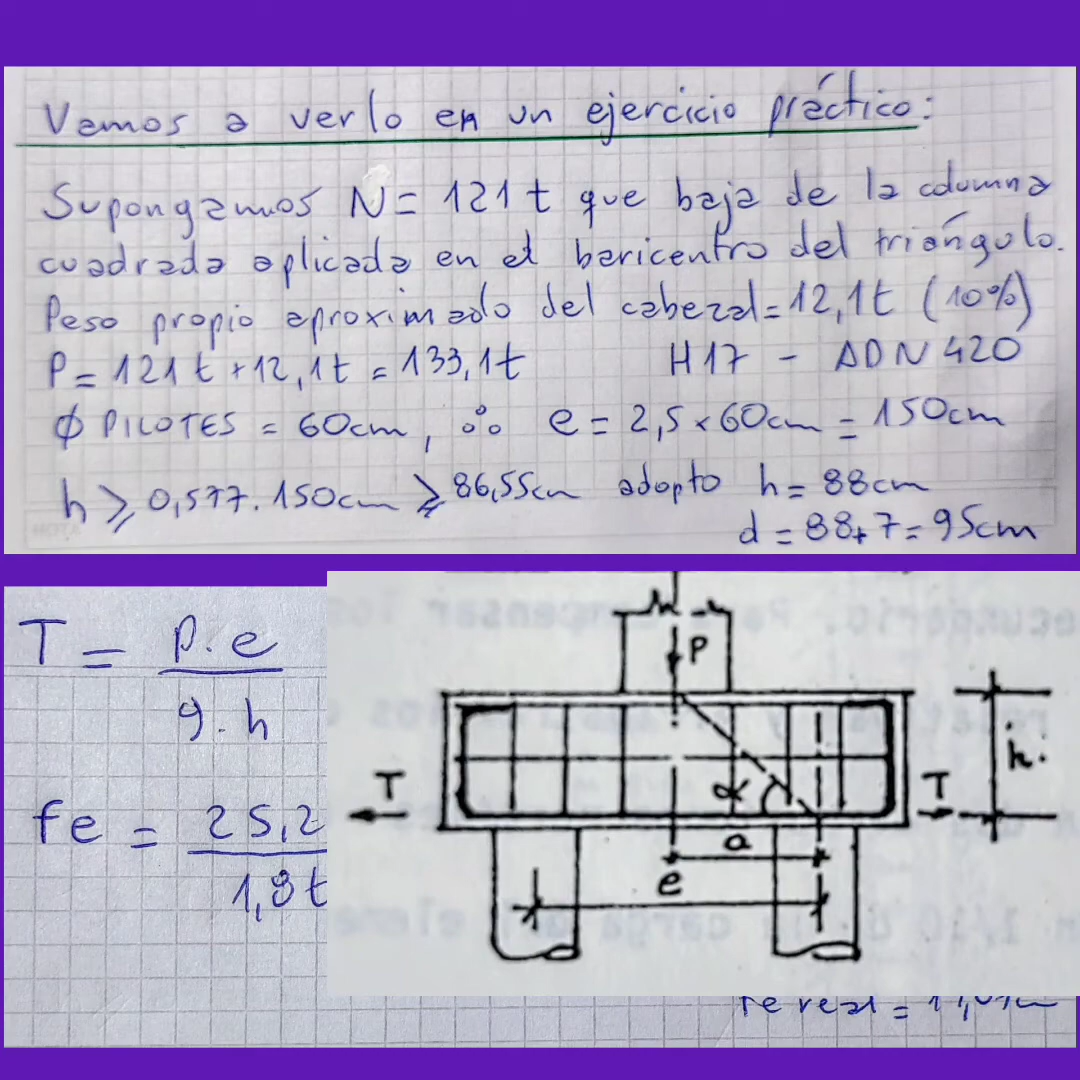 Vamos a verlo en un ejercicio práctico:
Supongamos N = 121 t que baja de la columna
cuadrada aplicada en el baricentro del triángulo.
Peso propio aproximado del cabezal = 12,1t (10%)
P = 121 t + 12,1t = 133,1t H17 - ADN 420
Ø PILOTES = 60cm, ∴ e = 2,5 × 60cm = 150cm
h ⩾ 0,577. 150cm ⩾ 86,55cm adopto h = 88cm
d = 88+7 = 95cm
T = P. e
9. h
fe = 25,2
P
T
T
h.
α
a
e